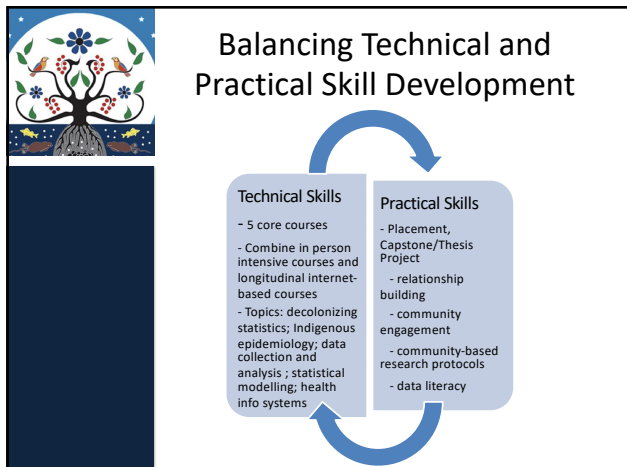 Balancing Technical and
Practical Skill Development
Technical Skills
- 5 core courses
- Combine in person
intensive courses and
longitudinal internet-
based courses
- Topics: decolonizing
statistics; Indigenous
epidemiology; data
collection and
analysis ; statistical
modelling; health
info systems
Practical Skills
- Placement,
Capstone/Thesis
Project
- relationship
building
- community
engagement
- community-based
research protocols
- data literacy